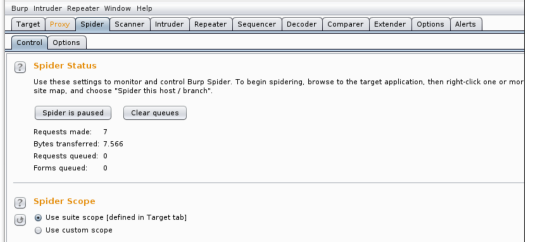 Burp Intruder Repeater Window Help
Target Proxy Spider Scanner Intruder Repeater Sequencer Decoder Comparer Extender Options Alerts
Control Options
? Spider Status
Use these settings to monitor and control Burp Spider. To begin spidering, browse to the target application, then right-click one or mor
site map, and choose "Spider this host / branch".
Spider is paused Clear queues
Requests made: 7
Bytes transferred: 7.566
Requests queued: 0
Forms queued: 0
? Spider Scope
Use suite scope [defined in Target tab]
Use custom scope